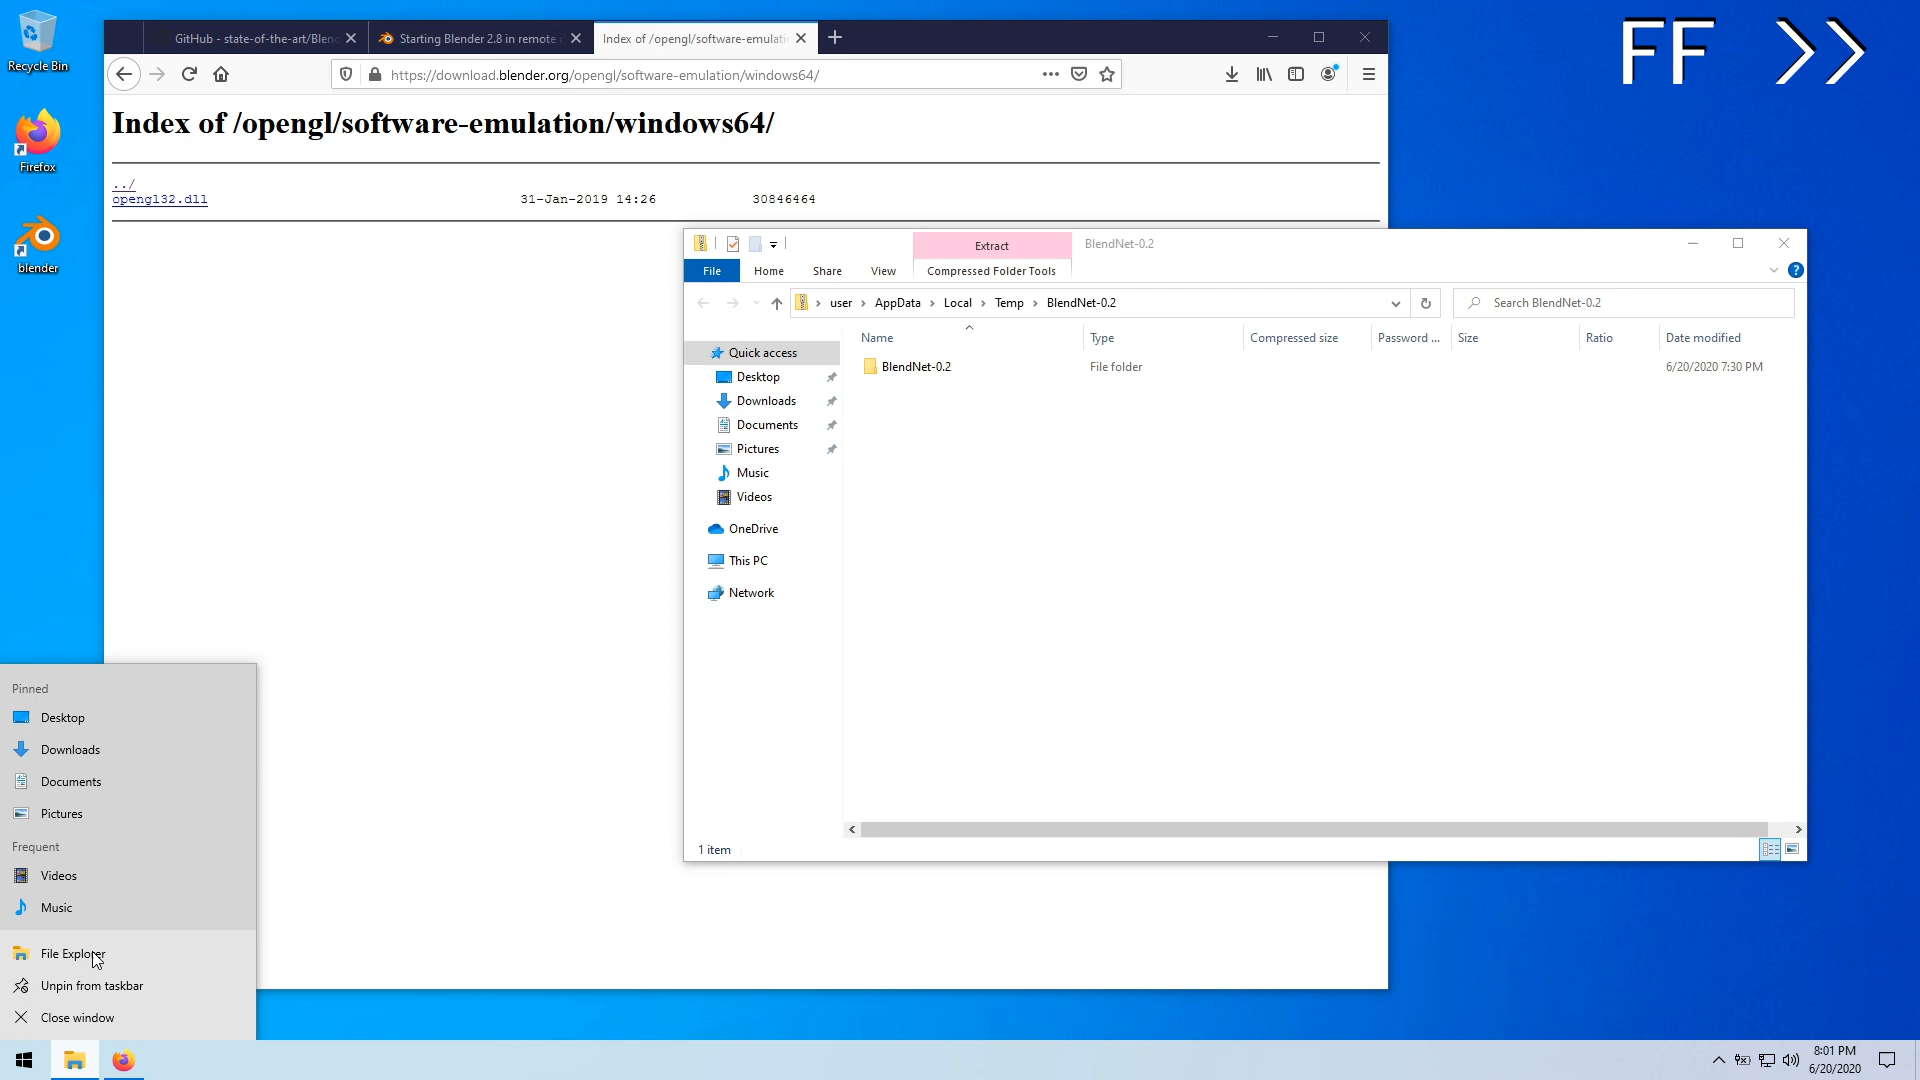 Recycle Bin
Firefox
blender
GitHub - state-of-the-art/Blen
Starting Blender 2.8 in remote
Index of /opengl/software-emulati
https://download.blender.org/opengl/software-emulation/windows64/
FF >>
Index of /opengl/software-emulation/windows64/
../
opengl32.dll 31-Jan-2019 14:26 30846464
Extract BlendNet-0.2
File Home Share View Compressed Folder Tools
user > AppData > Local > Temp > BlendNet-0.2
Search BlendNet-0.2
Name Type Compressed size Password ... Size Ratio Date modified
BlendNet-0.2 File folder 6/20/2020 7:30 PM
Quick access
Desktop
Downloads
Documents
Pictures
Music
Videos
OneDrive
This PC
Network
1 item
Pinned
Desktop
Downloads
Documents
Pictures
Frequent
Videos
Music
File Explorer
Unpin from taskbar
Close window
8:01 PM
6/20/2020